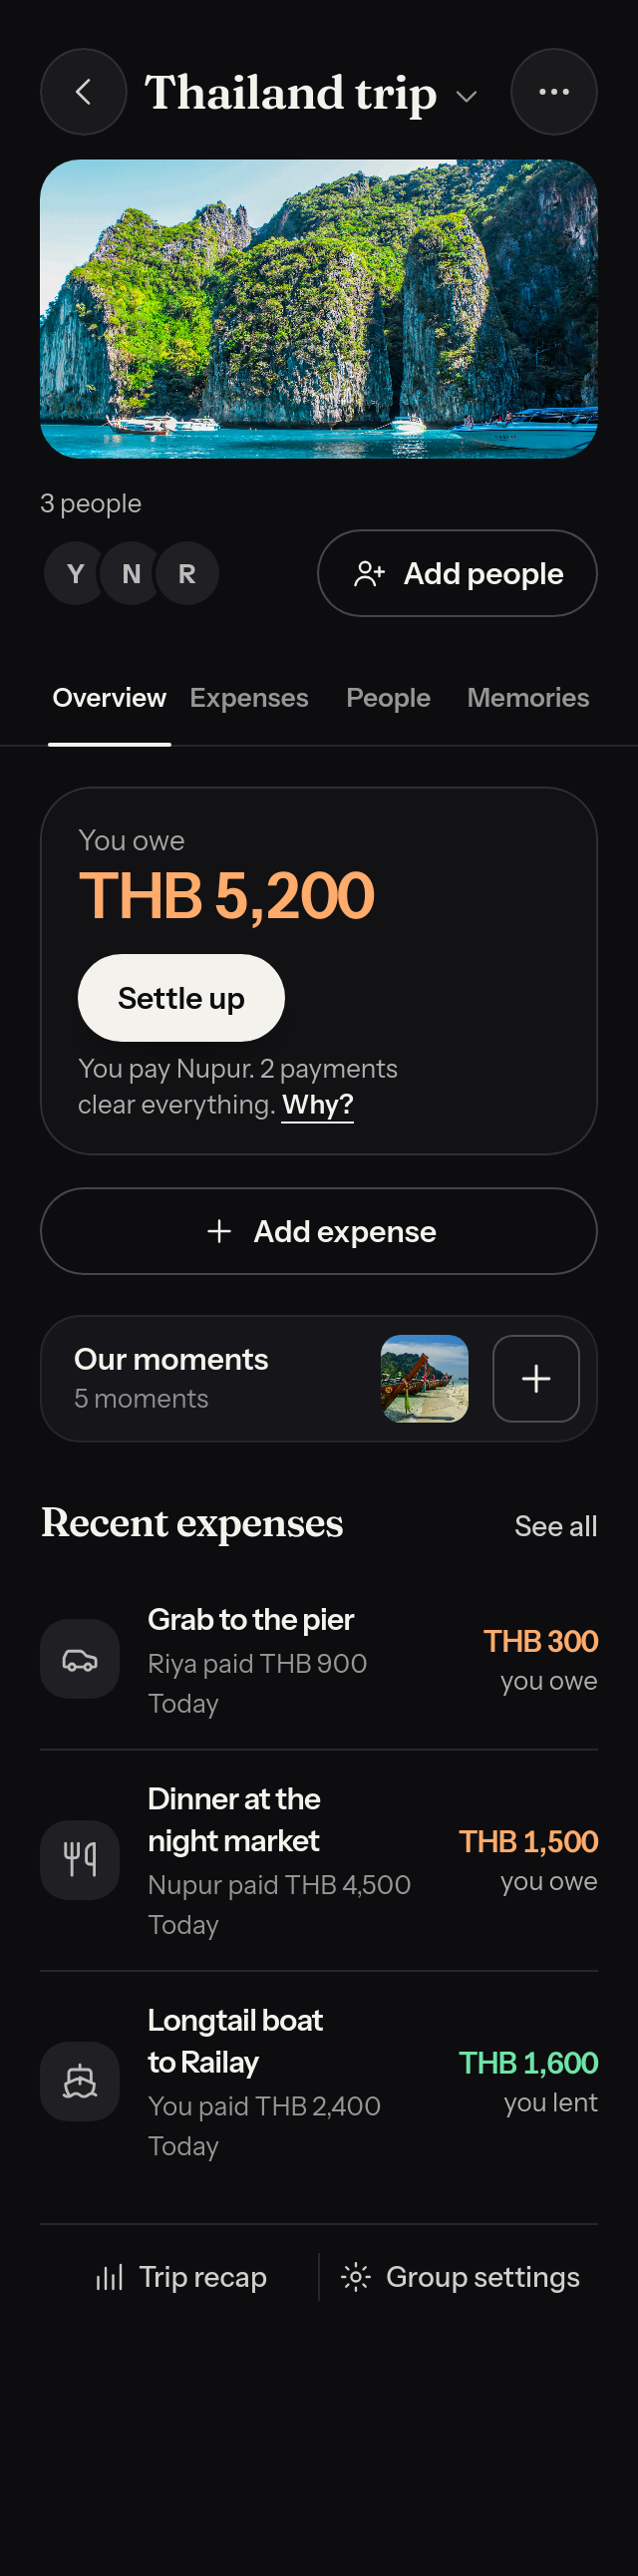 Thailand trip
3 people
Y N R
Add people
Overview Expenses People Memories
You owe
THB 5,200
Settle up
You pay Nupur. 2 payments
clear everything. Why?
Add expense
Our moments
5 moments
Recent expenses
See all
Grab to the pier
Riya paid THB 900
Today
THB 300
you owe
Dinner at the
night market
Nupur paid THB 4,500
Today
THB 1,500
you owe
Longtail boat
to Railay
You paid THB 2,400
Today
THB 1,600
you lent
Trip recap
Group settings